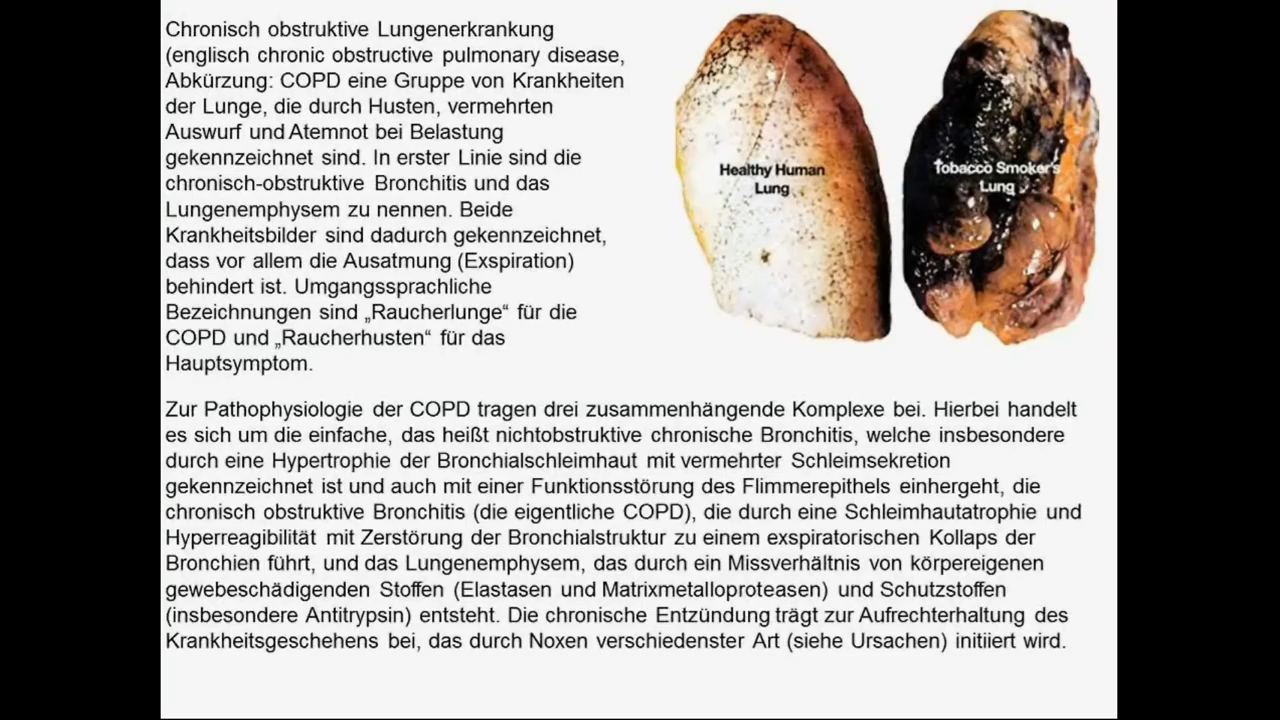 Chronisch obstruktive Lungenerkrankung
(englisch chronic obstructive pulmonary disease,
Abkürzung: COPD eine Gruppe von Krankheiten
der Lunge, die durch Husten, vermehrten
Auswurf und Atemnot bei Belastung
gekennzeichnet sind. In erster Linie sind die
chronisch-obstruktive Bronchitis und das
Lungenemphysem zu nennen. Beide
Krankheitsbilder sind dadurch gekennzeichnet,
dass vor allem die Ausatmung (Exspiration)
behindert ist. Umgangssprachliche
Bezeichnungen sind „Raucherlunge“ für die
COPD und „Raucherhusten“ für das
Hauptsymptom.
Healthy Human
Lung
Tobacco Smoker's
Lung
Zur Pathophysiologie der COPD tragen drei zusammenhängende Komplexe bei. Hierbei handelt
es sich um die einfache, das heißt nichtobstruktive chronische Bronchitis, welche insbesondere
durch eine Hypertrophie der Bronchialschleimhaut mit vermehrter Schleimsekretion
gekennzeichnet ist und auch mit einer Funktionsstörung des Flimmerepithels einhergeht, die
chronisch obstruktive Bronchitis (die eigentliche COPD), die durch eine Schleimhautatrophie und
Hyperreagibilität mit Zerstörung der Bronchialstruktur zu einem exspiratorischen Kollaps der
Bronchien führt, und das Lungenemphysem, das durch ein Missverhältnis von körpereigenen
gewebeschädigenden Stoffen (Elastasen und Matrixmetalloproteasen) und Schutzstoffen
(insbesondere Antitrypsin) entsteht. Die chronische Entzündung trägt zur Aufrechterhaltung des
Krankheitsgeschehens bei, das durch Noxen verschiedenster Art (siehe Ursachen) initiiert wird.